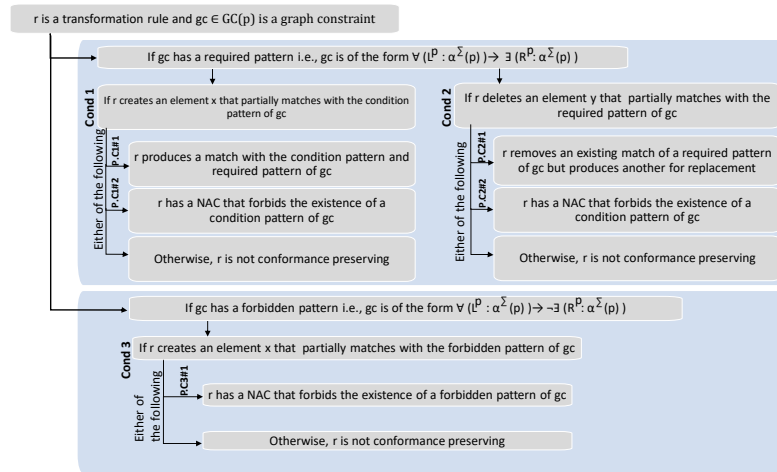 r is a transformation rule and gc ∈ GC(p) is a graph constraint
If gc has a required pattern i.e., gc is of the form ∀ (Lᵖ : α^Σ(p) )→ ∃ (Rᵖ: α^Σ(p) )
Cond 1
If r creates an element x that partially matches with the condition
pattern of gc
Either of the following
P.C1#1
r produces a match with the condition pattern and
required pattern of gc
P.C1#2
r has a NAC that forbids the existence of a
condition pattern of gc
Otherwise, r is not conformance preserving
Cond 2
If r deletes an element y that partially matches with the
required pattern of gc
Either of the following
P.C2#1
r removes an existing match of a required pattern
of gc but produces another for replacement
P.C2#2
r has a NAC that forbids the existence of a
condition pattern of gc
Otherwise, r is not conformance preserving
If gc has a forbidden pattern i.e., gc is of the form ∀ (Lᵖ : α^Σ(p) )→ ¬∃ (Rᵖ: α^Σ(p) )
Cond 3
If r creates an element x that partially matches with the forbidden pattern of gc
Either of
the following
P.C3#1
r has a NAC that forbids the existence of a forbidden pattern of gc
Otherwise, r is not conformance preserving